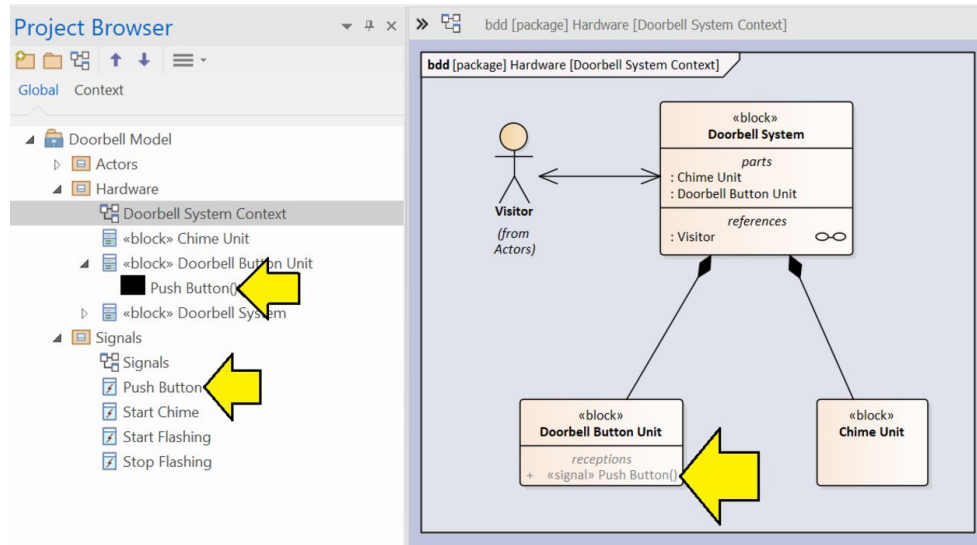 Project Browser
Global Context
Doorbell Model
Actors
Hardware
Doorbell System Context
«block» Chime Unit
«block» Doorbell Button Unit
Push Button()
«block» Doorbell System
Signals
Signals
Push Button
Start Chime
Start Flashing
Stop Flashing
bdd [package] Hardware [Doorbell System Context]
bdd [package] Hardware [Doorbell System Context]
Visitor
(from
Actors)
«block»
Doorbell System
parts
: Chime Unit
: Doorbell Button Unit
references
: Visitor
«block»
Doorbell Button Unit
receptions
+ «signal» Push Button()
«block»
Chime Unit